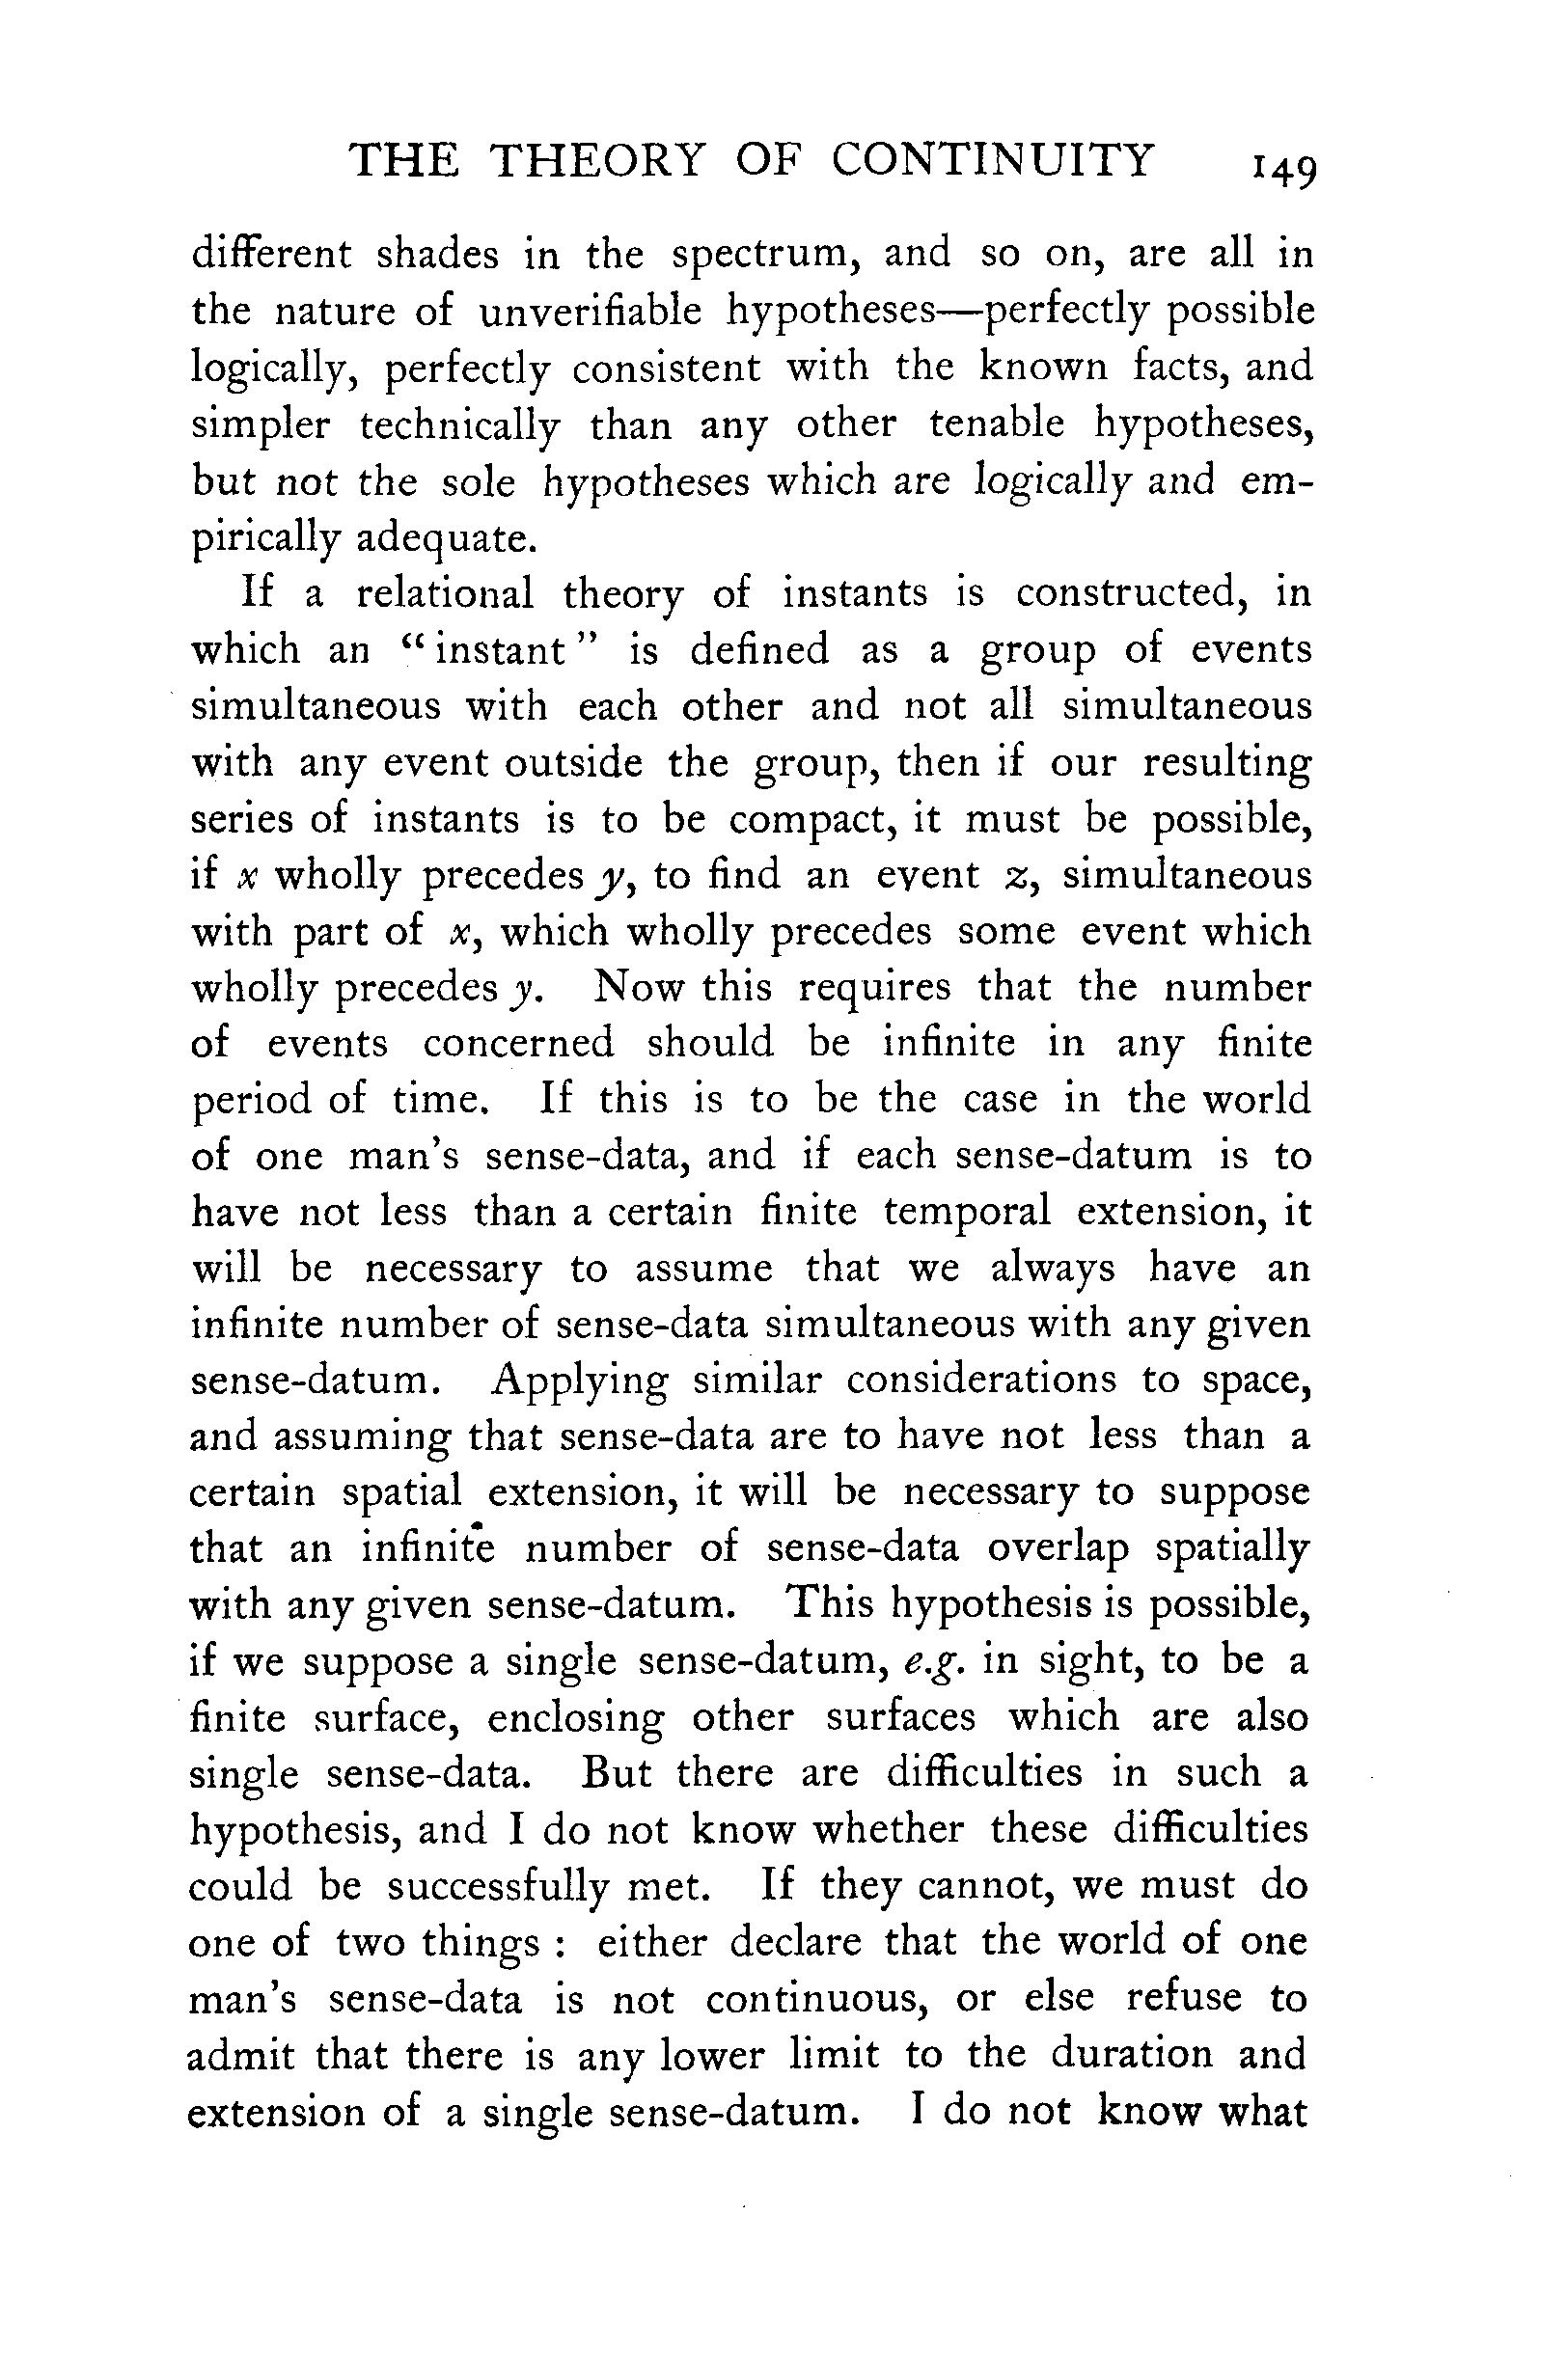 THE THEORY OF CONTINUITY 149
different shades in the spectrum, and so on, are all in
the nature of unverifiable hypotheses—perfectly possible
logically, perfectly consistent with the known facts, and
simpler technically than any other tenable hypotheses,
but not the sole hypotheses which are logically and em-
pirically adequate.
If a relational theory of instants is constructed, in
which an “instant” is defined as a group of events
simultaneous with each other and not all simultaneous
with any event outside the group, then if our resulting
series of instants is to be compact, it must be possible,
if x wholly precedes y, to find an event z, simultaneous
with part of x, which wholly precedes some event which
wholly precedes y. Now this requires that the number
of events concerned should be infinite in any finite
period of time. If this is to be the case in the world
of one man’s sense-data, and if each sense-datum is to
have not less than a certain finite temporal extension, it
will be necessary to assume that we always have an
infinite number of sense-data simultaneous with any given
sense-datum. Applying similar considerations to space,
and assuming that sense-data are to have not less than a
certain spatial extension, it will be necessary to suppose
that an infinite number of sense-data overlap spatially
with any given sense-datum. This hypothesis is possible,
if we suppose a single sense-datum, e.g. in sight, to be a
finite surface, enclosing other surfaces which are also
single sense-data. But there are difficulties in such a
hypothesis, and I do not know whether these difficulties
could be successfully met. If they cannot, we must do
one of two things : either declare that the world of one
man’s sense-data is not continuous, or else refuse to
admit that there is any lower limit to the duration and
extension of a single sense-datum. I do not know what